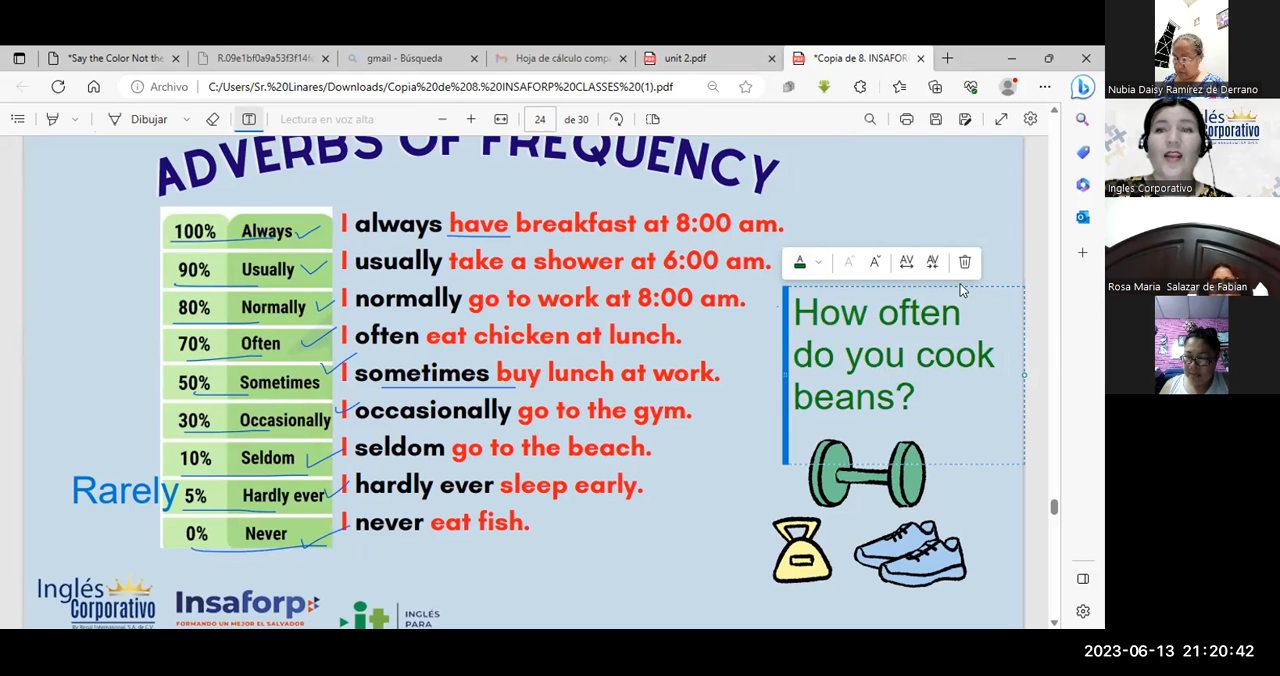 *Say the Color Not the
R.09e1bf0a9a53f3f14f
gmail - Búsqueda
Hoja de cálculo comp
unit 2.pdf
*Copia de 8. INSAFOR
Archivo
C:/Users/Sr.%20Linares/Downloads/Copia%20de%208.%20INSAFORP%20CLASSES%20(1).pdf
Dibujar
Lectura en voz alta
24
de 30
ADVERBS OF FREQUENCY
100% Always I always have breakfast at 8:00 am.
90% Usually I usually take a shower at 6:00 am.
80% Normally I normally go to work at 8:00 am.
70% Often I often eat chicken at lunch.
50% Sometimes I sometimes buy lunch at work.
30% Occasionally I occasionally go to the gym.
10% Seldom I seldom go to the beach.
Rarely 5% Hardly ever I hardly ever sleep early.
0% Never I never eat fish.
How often
do you cook
beans?
Inglés
Corporativo
Insaforp
FORMANDO UN MEJOR EL SALVADOR
it
INGLÉS
PARA
Nubia Daisy Ramírez de Derrano
Inglés
Corporativo
Ingles Corporativo
Rosa Maria Salazar de Fabian
2023-06-13 21:20:42